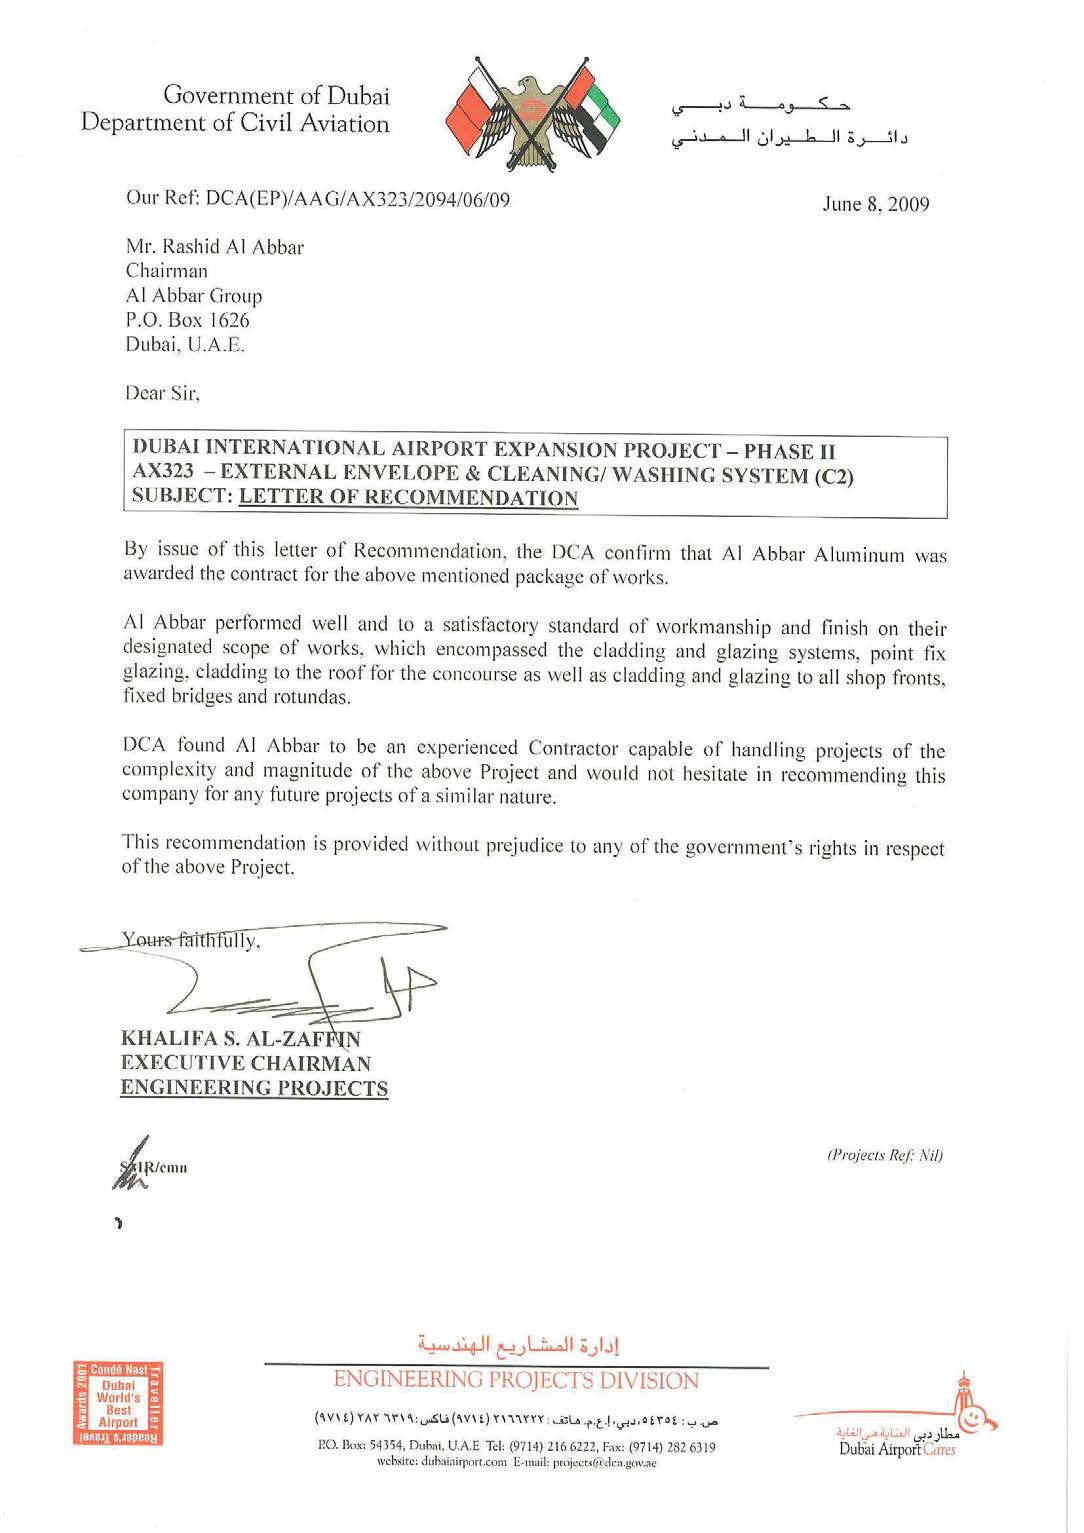 Government of Dubai
Department of Civil Aviation
حكومة دبي
دائرة الطيران المدني
Our Ref: DCA(EP)/AAG/AX323/2094/06/09
June 8, 2009
Mr. Rashid Al Abbar
Chairman
Al Abbar Group
P.O. Box 1626
Dubai, U.A.E.
Dear Sir,
DUBAI INTERNATIONAL AIRPORT EXPANSION PROJECT – PHASE II
AX323 – EXTERNAL ENVELOPE & CLEANING/ WASHING SYSTEM (C2)
SUBJECT: LETTER OF RECOMMENDATION
By issue of this letter of Recommendation, the DCA confirm that Al Abbar Aluminum was
awarded the contract for the above mentioned package of works.
Al Abbar performed well and to a satisfactory standard of workmanship and finish on their
designated scope of works, which encompassed the cladding and glazing systems, point fix
glazing, cladding to the roof for the concourse as well as cladding and glazing to all shop fronts,
fixed bridges and rotundas.
DCA found Al Abbar to be an experienced Contractor capable of handling projects of the
complexity and magnitude of the above Project and would not hesitate in recommending this
company for any future projects of a similar nature.
This recommendation is provided without prejudice to any of the government's rights in respect
of the above Project.
Yours faithfully,
KHALIFA S. AL-ZAFFIN
EXECUTIVE CHAIRMAN
ENGINEERING PROJECTS
(Projects Ref: Nil)
إدارة المشاريع الهندسية
ENGINEERING PROJECTS DIVISION
ص. ب: ٥٤٣٥٤، دبي، إ.ع.م. هاتف: ٢١٦٦٢٢٢ (٩٧١٤) فاكس: ٢٨٢ ٦٣١٩ (٩٧١٤)
P.O. Box: 54354, Dubai, U.A.E Tel: (9714) 216 6222, Fax: (9714) 282 6319
website: dubaiairport.com E-mail: projects@dca.gov.ae
Condé Nast
Traveller
Dubai
World's
Best
Airport
Reader's Travel
Awards 2001
مطار دبي العناية هي الغاية
Dubai Airport Cares